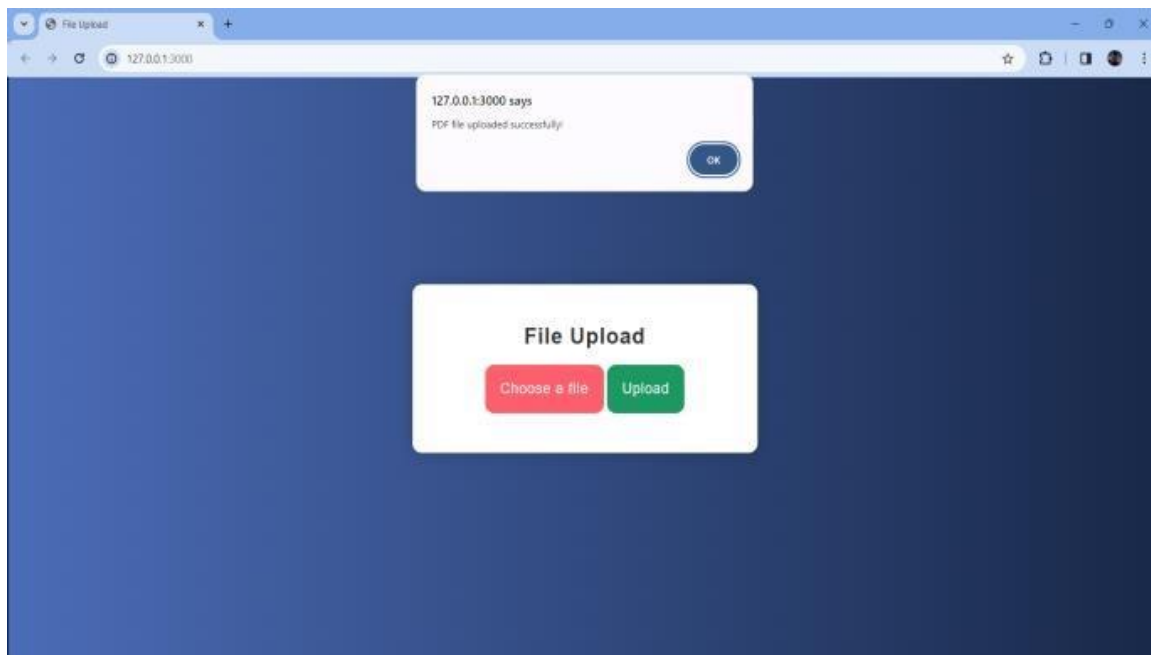 File Upload
127.0.0.1:3000
127.0.0.1:3000 says
PDF file uploaded successfully!
OK
File Upload
Choose a file
Upload